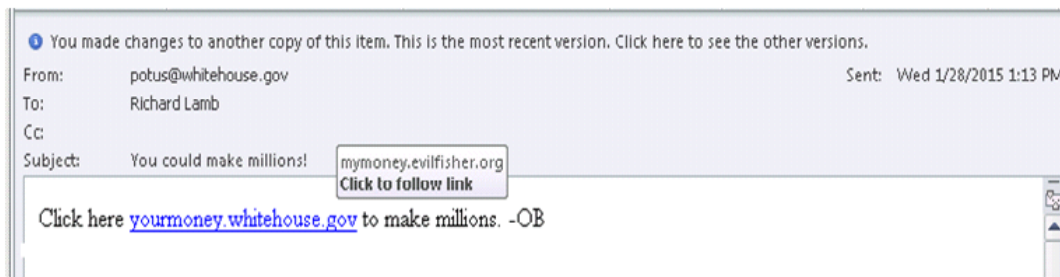 You made changes to another copy of this item. This is the most recent version. Click here to see the other versions.
From: potus@whitehouse.gov Sent: Wed 1/28/2015 1:13 PM
To: Richard Lamb
Cc:
Subject: You could make millions!
mymoney.evilfisher.org
Click to follow link
Click here yourmoney.whitehouse.gov to make millions. -OB